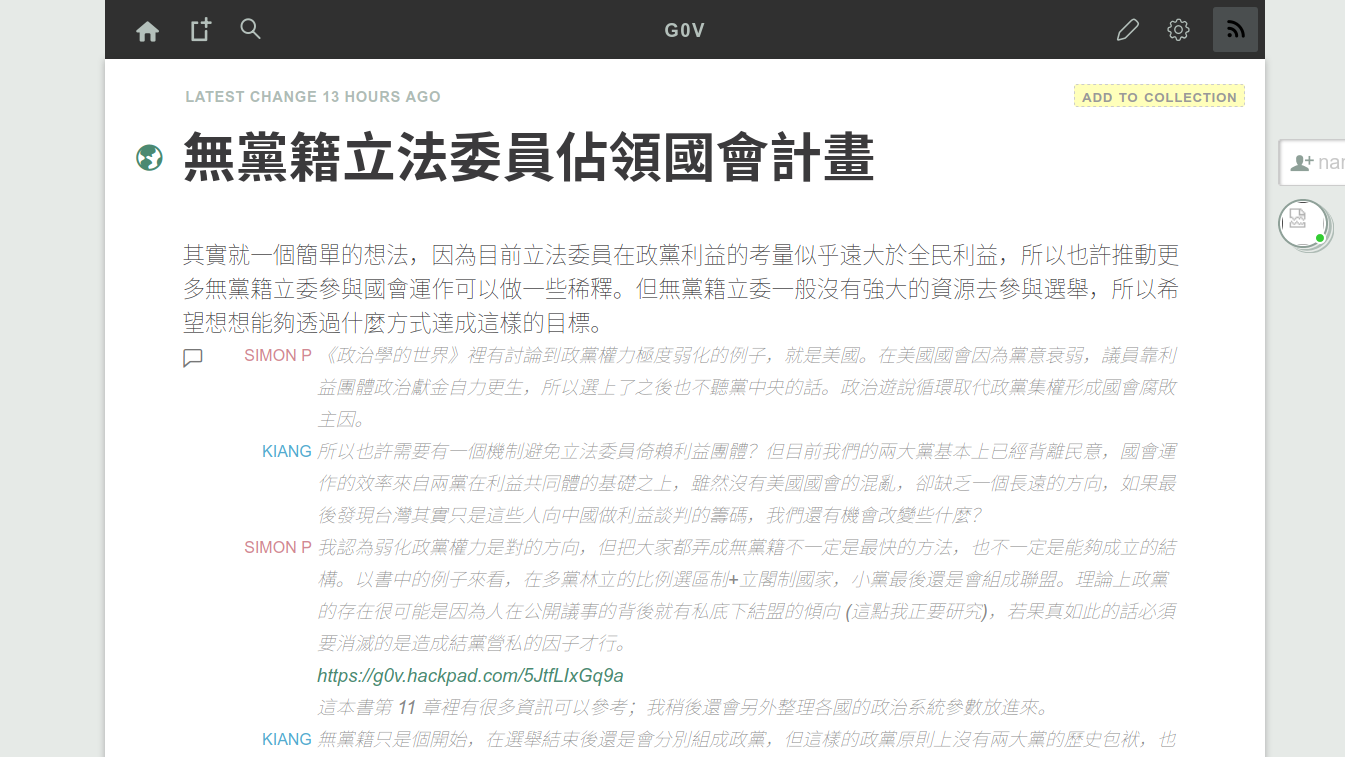 G0V
LATEST CHANGE 13 HOURS AGO
ADD TO COLLECTION
無黨籍立法委員佔領國會計畫
nar
其實就一個簡單的想法，因為目前立法委員在政黨利益的考量似乎遠大於全民利益，所以也許推動更
多無黨籍立委參與國會運作可以做一些稀釋。但無黨籍立委一般沒有強大的資源去參與選舉，所以希
望想想能夠透過什麼方式達成這樣的目標。
SIMON P 《政治學的世界》裡有討論到政黨權力極度弱化的例子，就是美國。在美國國會因為黨意衰弱，議員靠利
益團體政治獻金自力更生，所以選上了之後也不聽黨中央的話。政治遊說循環取代政黨集權形成國會腐敗
主因。
KIANG 所以也許需要有一個機制避免立法委員倚賴利益團體？但目前我們的兩大黨基本上已經背離民意，國會運
作的效率來自兩黨在利益共同體的基礎之上，雖然沒有美國國會的混亂，卻缺乏一個長遠的方向，如果最
後發現台灣其實只是這些人向中國做利益談判的籌碼，我們還有機會改變些什麼？
SIMON P 我認為弱化政黨權力是對的方向，但把大家都弄成無黨籍不一定是最快的方法，也不一定是能夠成立的結
構。以書中的例子來看，在多黨林立的比例選區制+立閣制國家，小黨最後還是會組成聯盟。理論上政黨
的存在很可能是因為人在公開議事的背後就有私底下結盟的傾向 (這點我正要研究)，若果真如此的話必須
要消滅的是造成結黨營私的因子才行。
https://g0v.hackpad.com/5JtfLIxGq9a
這本書第 11 章裡有很多資訊可以參考；我稍後還會另外整理各國的政治系統參數放進來。
KIANG 無黨籍只是個開始，在選舉結束後還是會分別組成政黨，但這樣的政黨原則上沒有兩大黨的歷史包袱，也